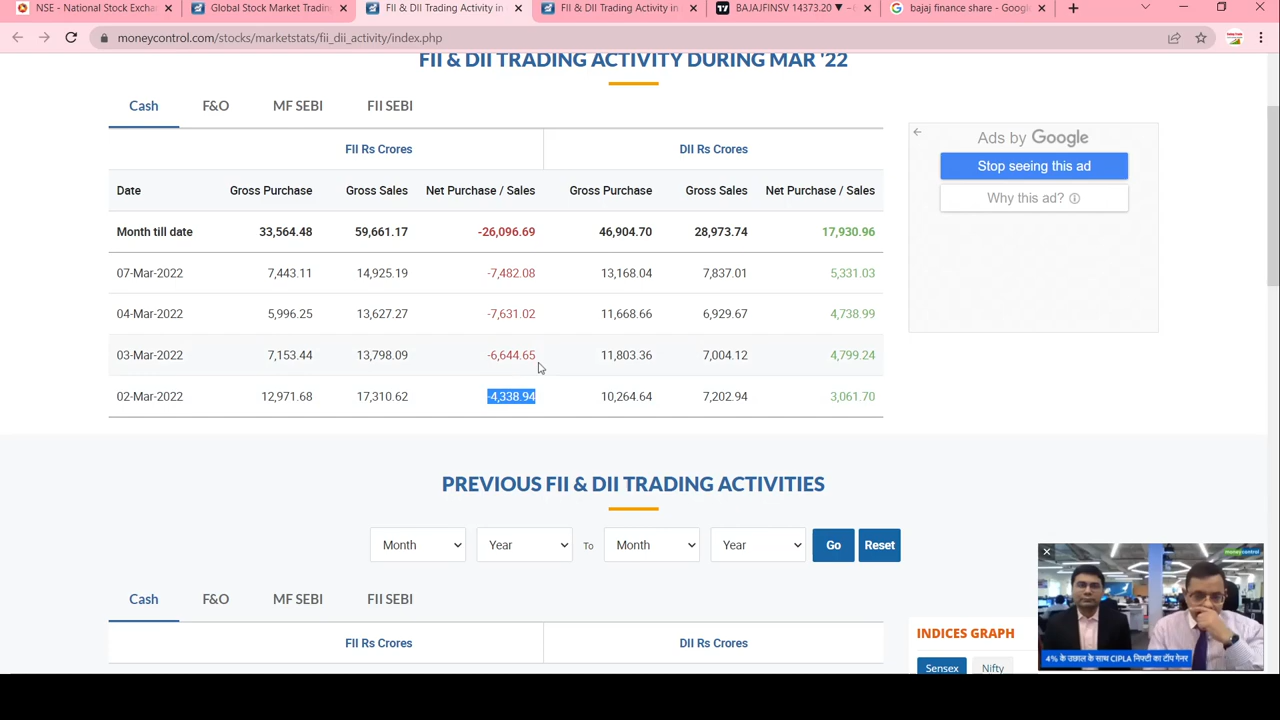 NSE - National Stock Excha
Global Stock Market Tradin
FII & DII Trading Activity in
FII & DII Trading Activity in
BAJAJFINSV 14373.20 ▼ −
bajaj finance share - Google
moneycontrol.com/stocks/marketstats/fii_dii_activity/index.php
FII & DII TRADING ACTIVITY DURING MAR '22
Cash F&O MF SEBI FII SEBI
FII Rs Crores DII Rs Crores
Date Gross Purchase Gross Sales Net Purchase / Sales Gross Purchase Gross Sales Net Purchase / Sales
Month till date 33,564.48 59,661.17 -26,096.69 46,904.70 28,973.74 17,930.96
07-Mar-2022 7,443.11 14,925.19 -7,482.08 13,168.04 7,837.01 5,331.03
04-Mar-2022 5,996.25 13,627.27 -7,631.02 11,668.66 6,929.67 4,738.99
03-Mar-2022 7,153.44 13,798.09 -6,644.65 11,803.36 7,004.12 4,799.24
02-Mar-2022 12,971.68 17,310.62 -4,338.94 10,264.64 7,202.94 3,061.70
Ads by Google
Stop seeing this ad
Why this ad?
PREVIOUS FII & DII TRADING ACTIVITIES
Month Year To Month Year Go Reset
Cash F&O MF SEBI FII SEBI
FII Rs Crores DII Rs Crores
INDICES GRAPH
Sensex Nifty
moneycontrol
4% के उछाल के साथ CIPLA निफ्टी का टॉप गेनर